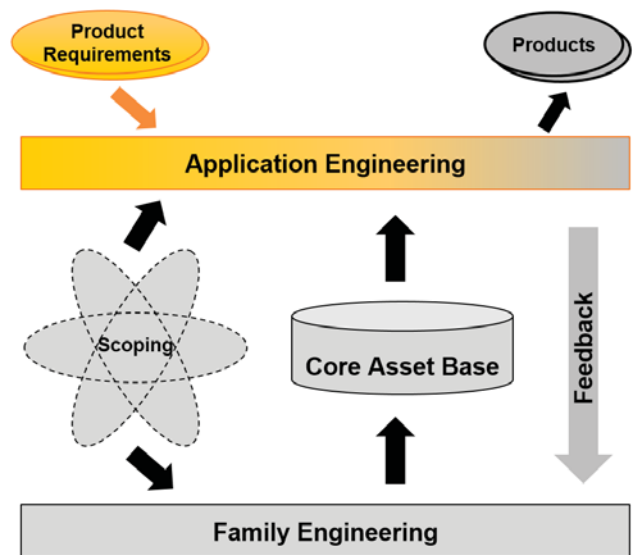 Product
Requirements
Products
Application Engineering
Scoping
Core Asset Base
Feedback
Family Engineering